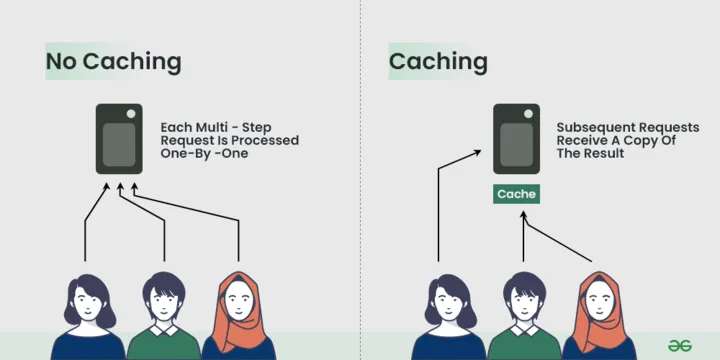 No Caching
Each Multi - Step
Request Is Processed
One-By -One
Caching
Subsequent Requests
Receive A Copy Of
The Result
Cache